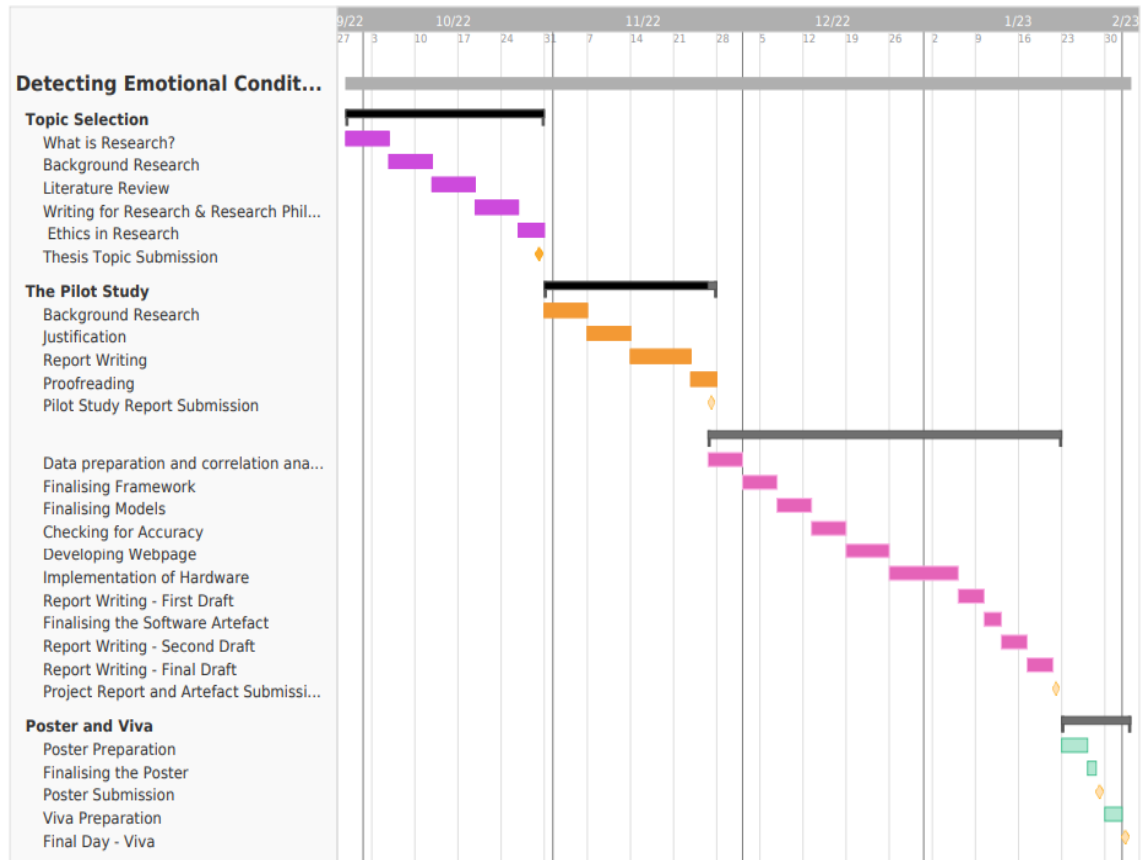 9/22 10/22 11/22 12/22 1/23 2/23
27 3 10 17 24 31 7 14 21 28 5 12 19 26 2 9 16 23 30
Detecting Emotional Condit...
Topic Selection
What is Research?
Background Research
Literature Review
Writing for Research & Research Phil...
Ethics in Research
Thesis Topic Submission
The Pilot Study
Background Research
Justification
Report Writing
Proofreading
Pilot Study Report Submission
Data preparation and correlation ana...
Finalising Framework
Finalising Models
Checking for Accuracy
Developing Webpage
Implementation of Hardware
Report Writing - First Draft
Finalising the Software Artefact
Report Writing - Second Draft
Report Writing - Final Draft
Project Report and Artefact Submissi...
Poster and Viva
Poster Preparation
Finalising the Poster
Poster Submission
Viva Preparation
Final Day - Viva